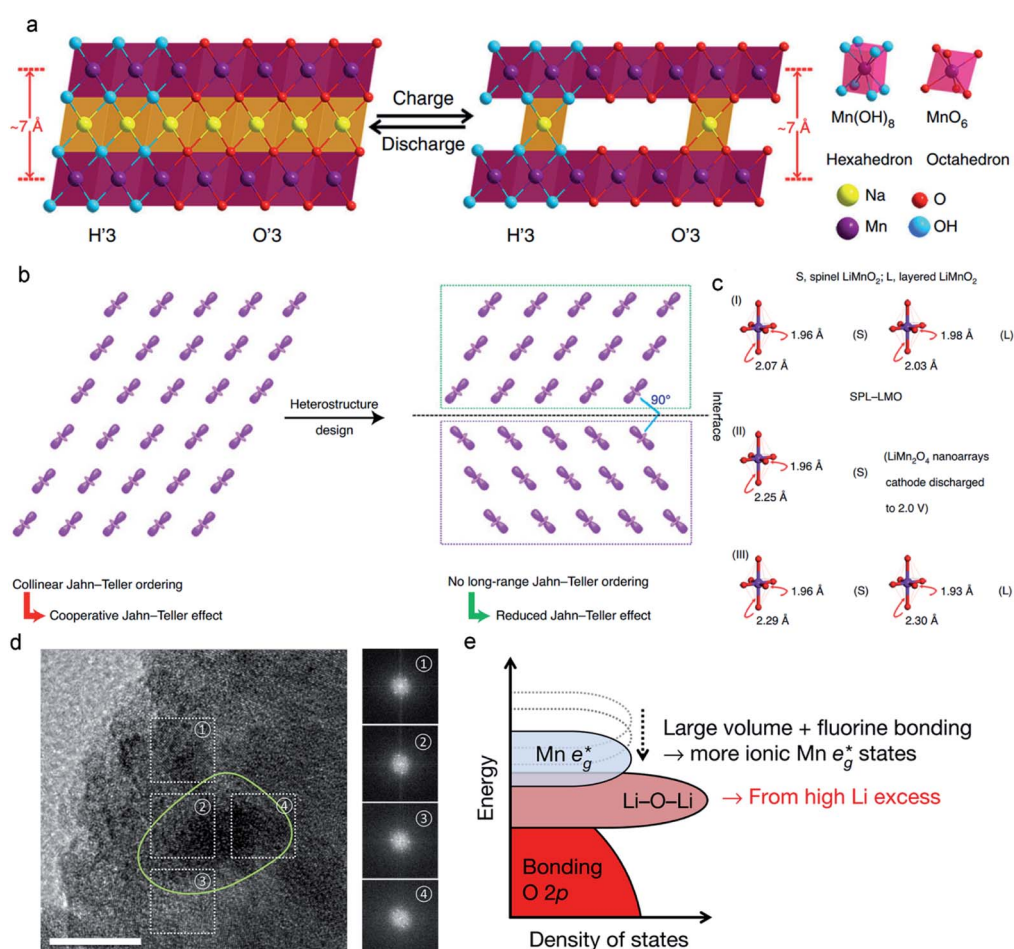 a
~7 Å
Charge
Discharge
~7 Å
H'3
O'3
H'3
O'3
Mn(OH)8
MnO6
Hexahedron
Octahedron
Na
O
Mn
OH
b
Heterostructure
design
90°
Interface
Collinear Jahn–Teller ordering
Cooperative Jahn–Teller effect
No long-range Jahn–Teller ordering
Reduced Jahn–Teller effect
c
S, spinel LiMnO2; L, layered LiMnO2
(I)
1.96 Å
(S)
1.98 Å
(L)
2.07 Å
2.03 Å
SPL–LMO
(II)
1.96 Å
(S)
2.25 Å
(LiMn2O4 nanoarrays
cathode discharged
to 2.0 V)
(III)
1.96 Å
(S)
1.93 Å
(L)
2.29 Å
2.30 Å
d
①
②
④
③
①
②
③
④
e
Energy
Mn eg*
Li–O–Li
Bonding
O 2p
Density of states
Large volume + fluorine bonding
→ more ionic Mn eg* states
→ From high Li excess